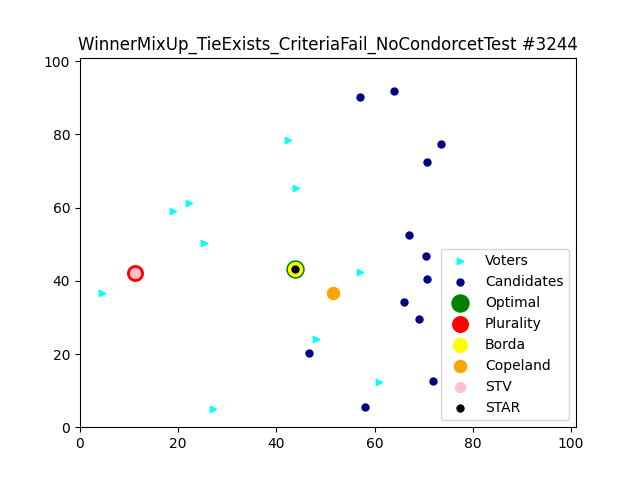 WinnerMixUp_TieExists_CriteriaFail_NoCondorcetTest #3244
100
80
60
40
20
0
0 20 40 60 80 100
Voters
Candidates
Optimal
Plurality
Borda
Copeland
STV
STAR